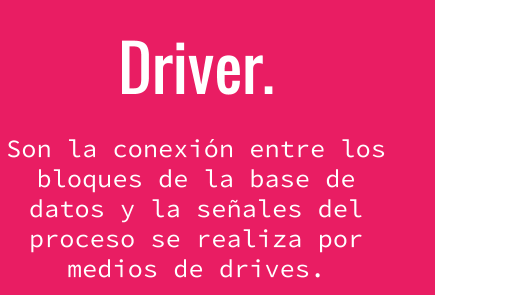 Driver.
Son la conexión entre los
bloques de la base de
datos y la señales del
proceso se realiza por
medios de drives.